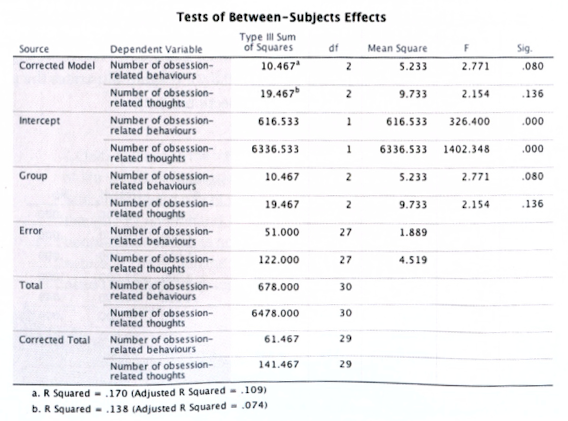 Tests of Between-Subjects Effects
Source Dependent Variable Type III Sum of Squares df Mean Square F Sig.
Corrected Model Number of obsession-related behaviours 10.467a 2 5.233 2.771 .080
Number of obsession-related thoughts 19.467b 2 9.733 2.154 .136
Intercept Number of obsession-related behaviours 616.533 1 616.533 326.400 .000
Number of obsession-related thoughts 6336.533 1 6336.533 1402.348 .000
Group Number of obsession-related behaviours 10.467 2 5.233 2.771 .080
Number of obsession-related thoughts 19.467 2 9.733 2.154 .136
Error Number of obsession-related behaviours 51.000 27 1.889
Number of obsession-related thoughts 122.000 27 4.519
Total Number of obsession-related behaviours 678.000 30
Number of obsession-related thoughts 6478.000 30
Corrected Total Number of obsession-related behaviours 61.467 29
Number of obsession-related thoughts 141.467 29
a. R Squared = .170 (Adjusted R Squared = .109)
b. R Squared = .138 (Adjusted R Squared = .074)